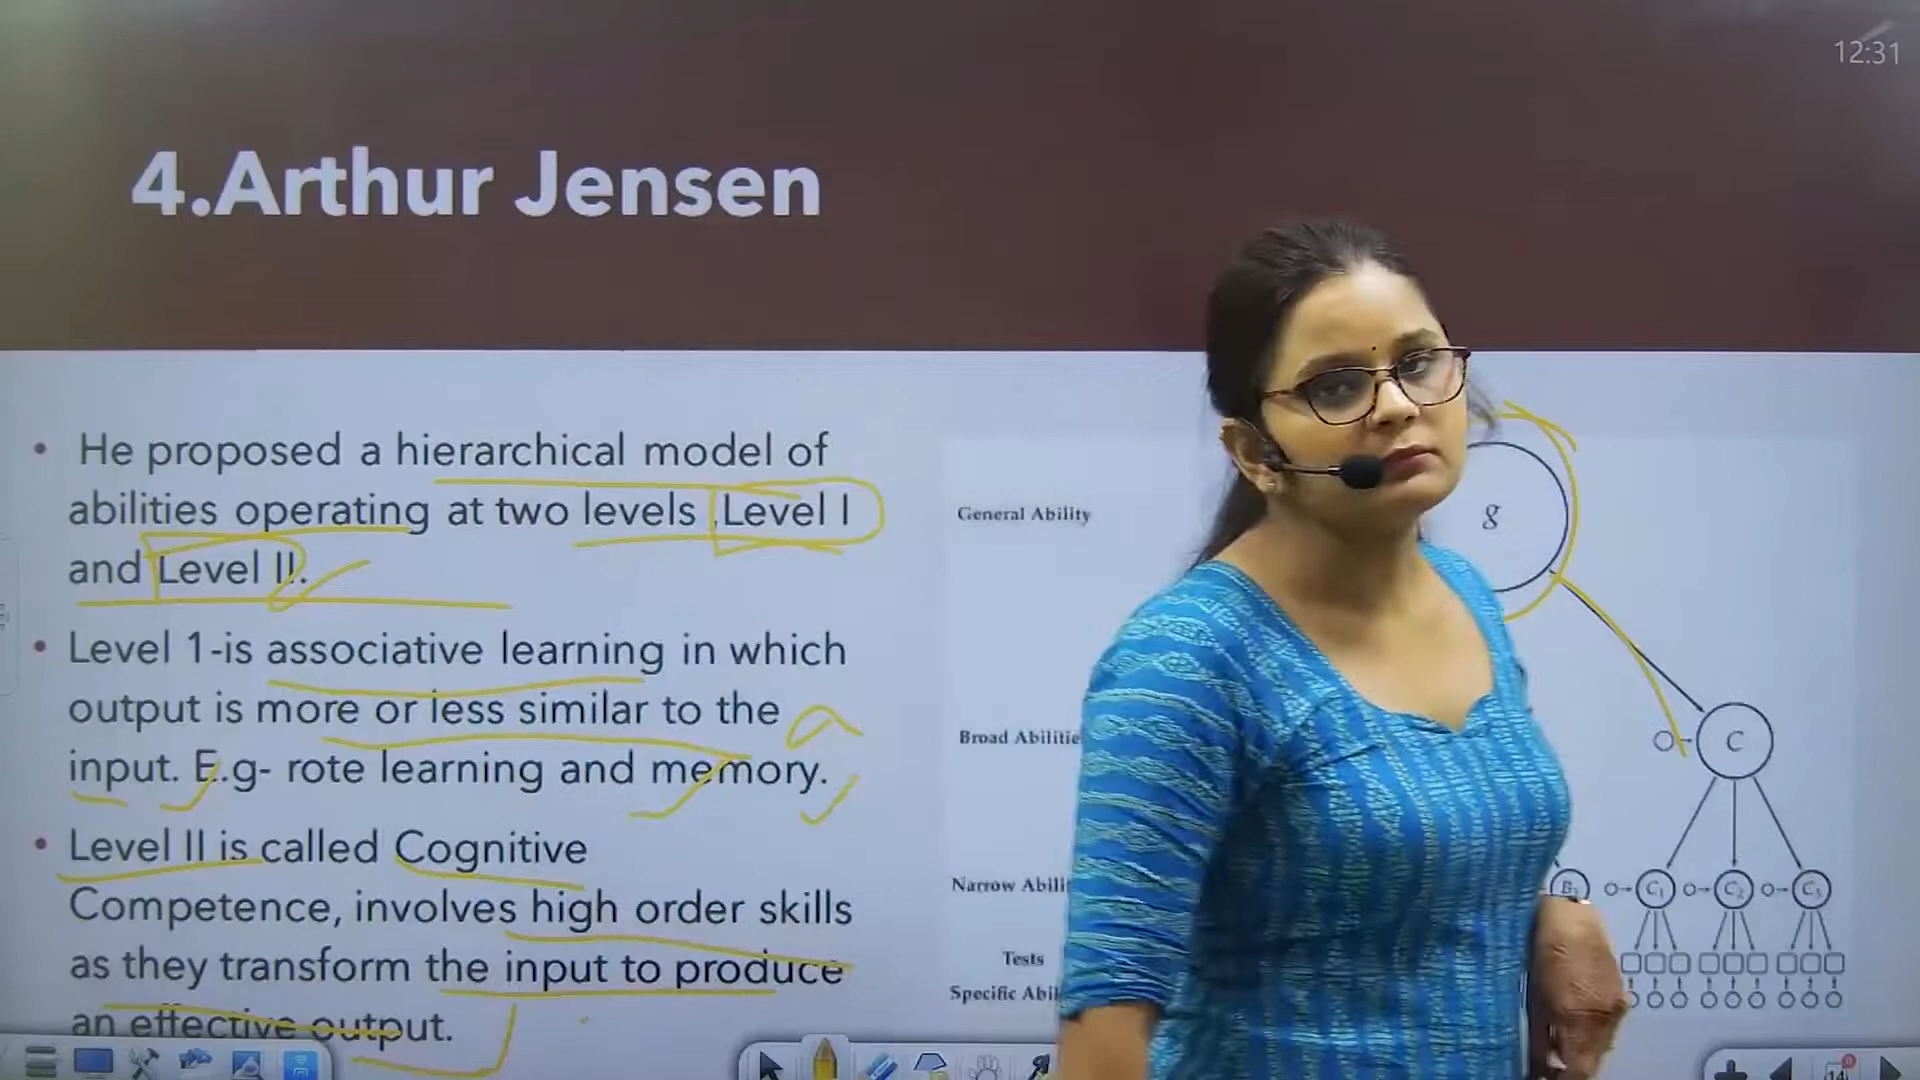 12:31
4.Arthur Jensen
• He proposed a hierarchical model of
abilities operating at two levels ,Level I
and Level II.
• Level 1-is associative learning in which
output is more or less similar to the
input. E.g- rote learning and memory.
• Level II is called Cognitive
Competence, involves high order skills
as they transform the input to produce
an effective output.
General Ability
g
Broad Abilitie
C
Narrow Abili
B3 C1 C2 C3
Tests
Specific Abil
14